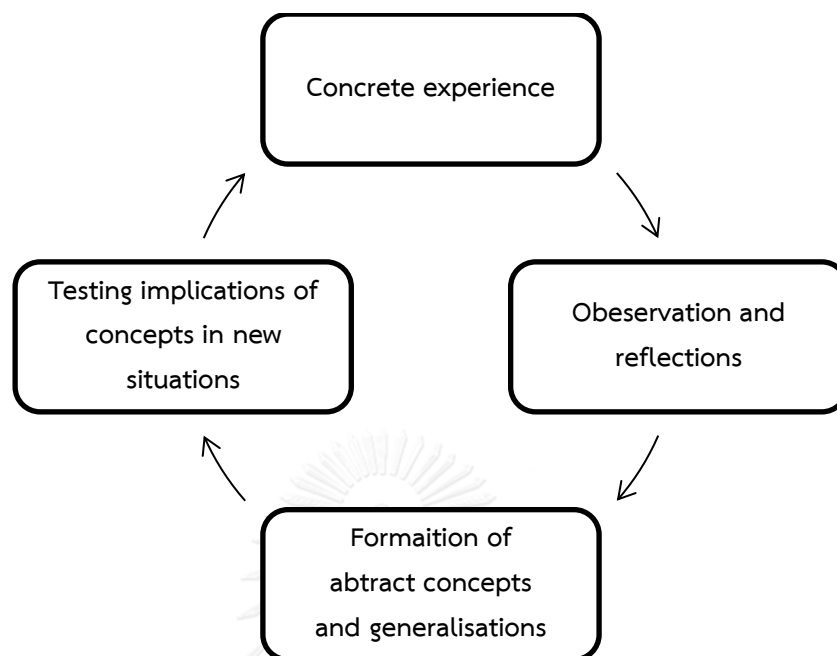 Concrete experience
Testing implications of
concepts in new
situations
Obeservation and
reflections
Formaition of
abtract concepts
and generalisations